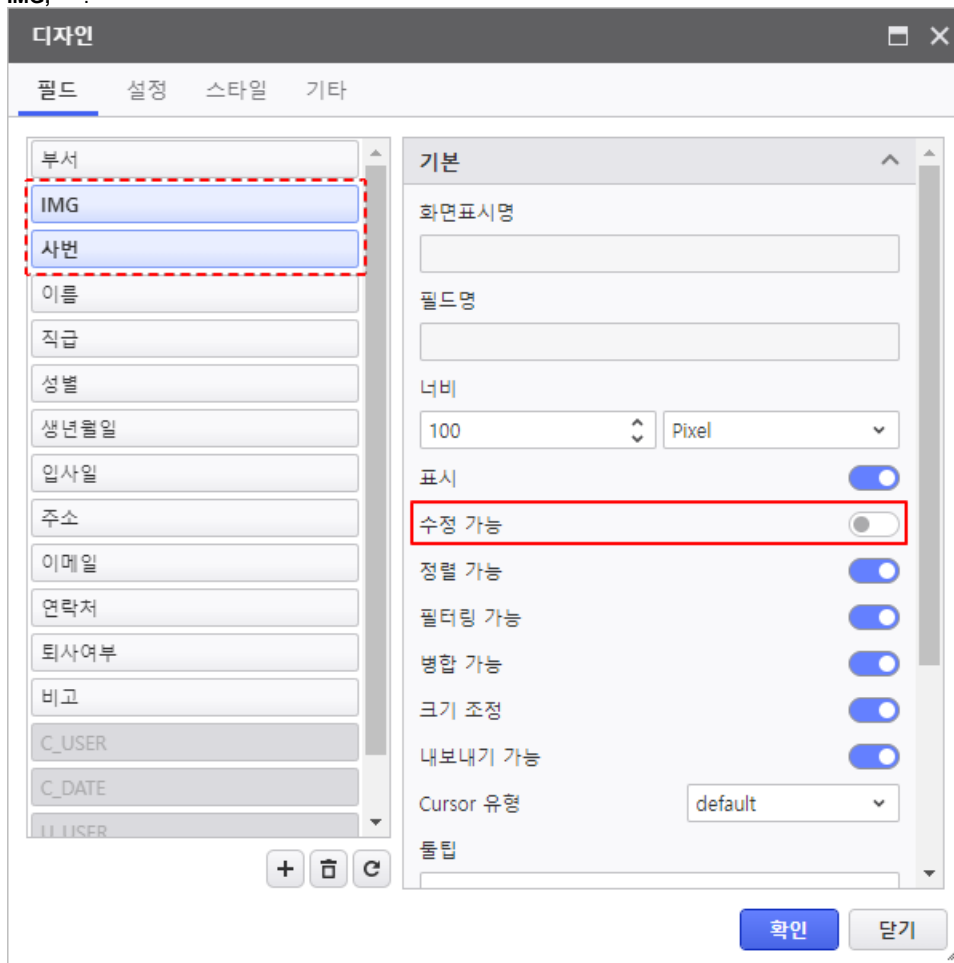 IMG,
디자인
필드 설정 스타일 기타
부서
IMG
사번
이름
직급
성별
생년월일
입사일
주소
이메일
연락처
퇴사여부
비고
C_USER
C_DATE
U_USER
기본
화면표시명
필드명
너비
100 Pixel
표시
수정 가능
정렬 가능
필터링 가능
병합 가능
크기 조정
내보내기 가능
Cursor 유형 default
툴팁
확인 닫기